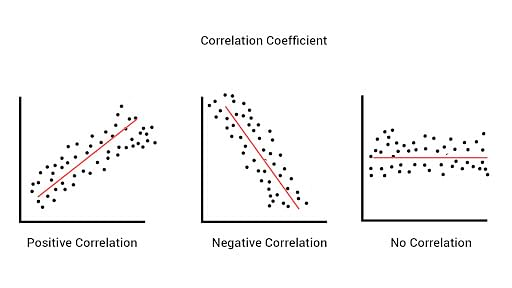 Correlation Coefficient
Positive Correlation
Negative Correlation
No Correlation